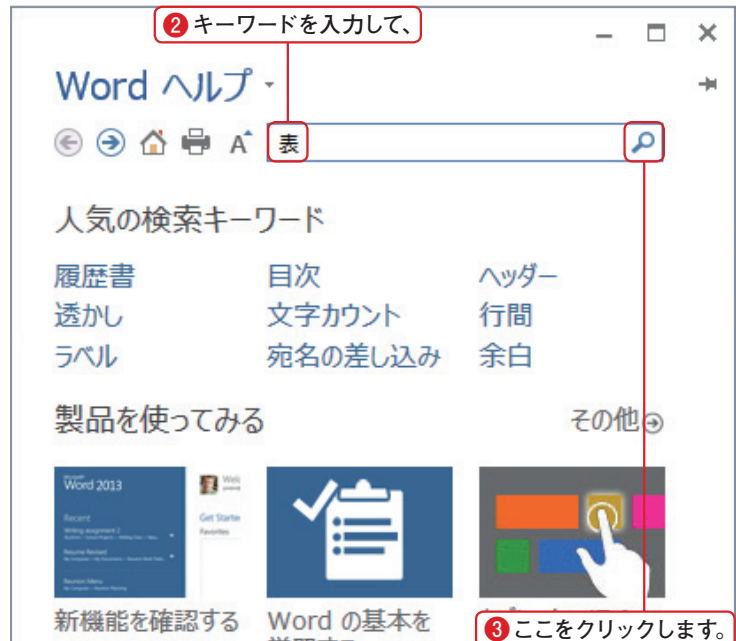 ❷ キーワードを入力して、
Word ヘルプ
A 表
人気の検索キーワード
履歴書 目次 ヘッダー
透かし 文字カウント 行間
ラベル 宛名の差し込み 余白
製品を使ってみる その他
Word 2013
Recent
Get Starte
Favorites
新機能を確認する Word の基本を
❸ ここをクリックします。